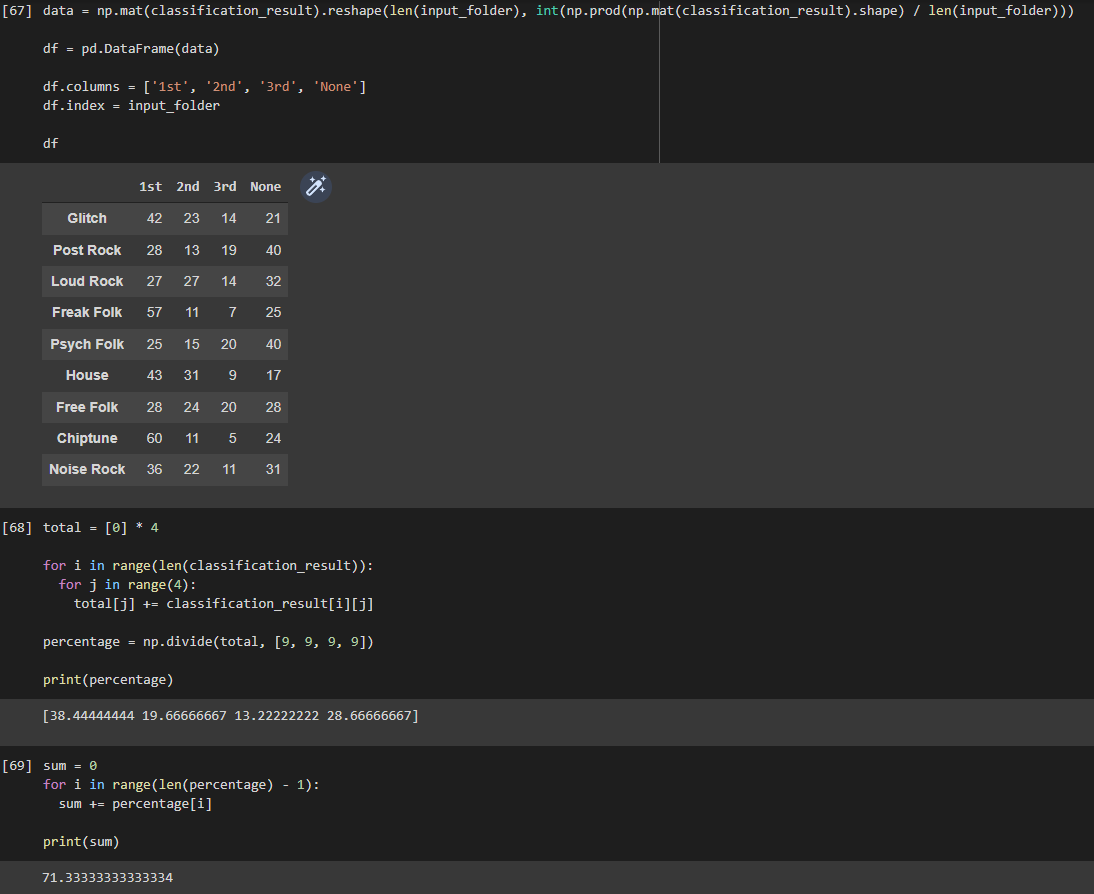 [67] data = np.mat(classification_result).reshape(len(input_folder), int(np.prod(np.mat(classification_result).shape) / len(input_folder)))
df = pd.DataFrame(data)
df.columns = ['1st', '2nd', '3rd', 'None']
df.index = input_folder
df
1st 2nd 3rd None
Glitch 42 23 14 21
Post Rock 28 13 19 40
Loud Rock 27 27 14 32
Freak Folk 57 11 7 25
Psych Folk 25 15 20 40
House 43 31 9 17
Free Folk 28 24 20 28
Chiptune 60 11 5 24
Noise Rock 36 22 11 31
[68] total = [0] * 4
for i in range(len(classification_result)):
for j in range(4):
total[j] += classification_result[i][j]
percentage = np.divide(total, [9, 9, 9, 9])
print(percentage)
[38.44444444 19.66666667 13.22222222 28.66666667]
[69] sum = 0
for i in range(len(percentage) - 1):
sum += percentage[i]
print(sum)
71.33333333333334